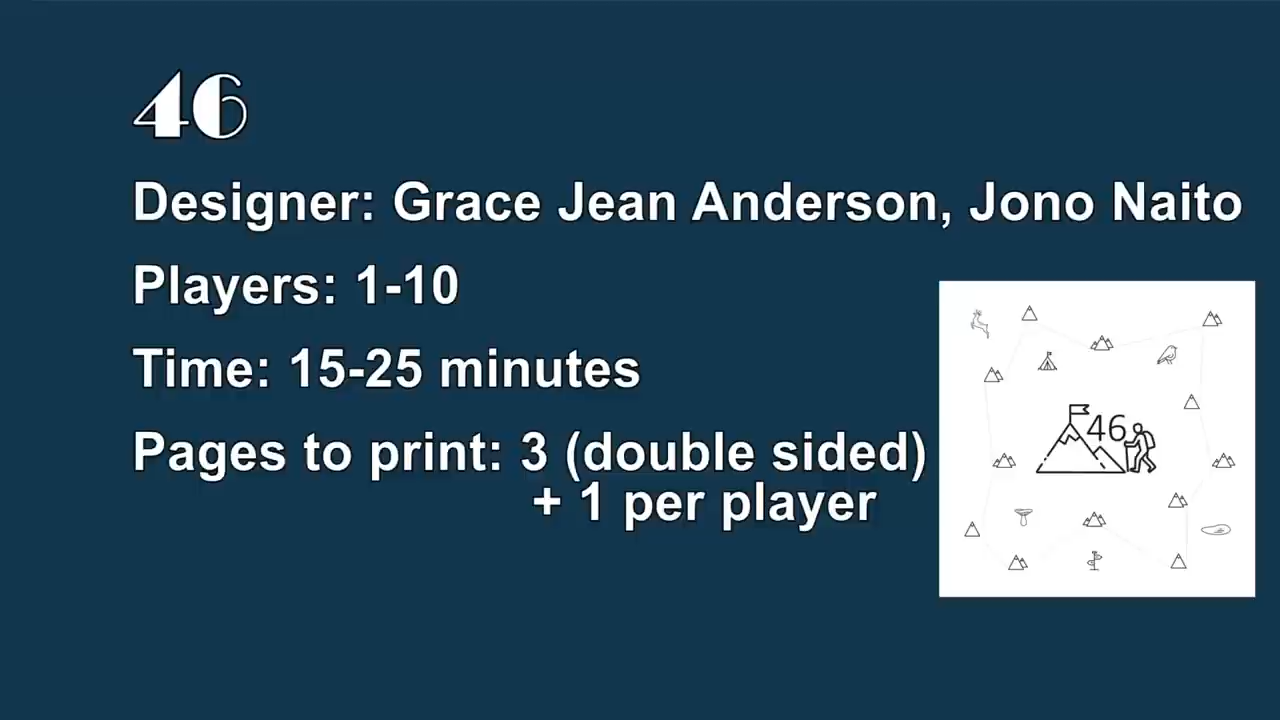 46
Designer: Grace Jean Anderson, Jono Naito
Players: 1-10
Time: 15-25 minutes
Pages to print: 3 (double sided)
+ 1 per player
46